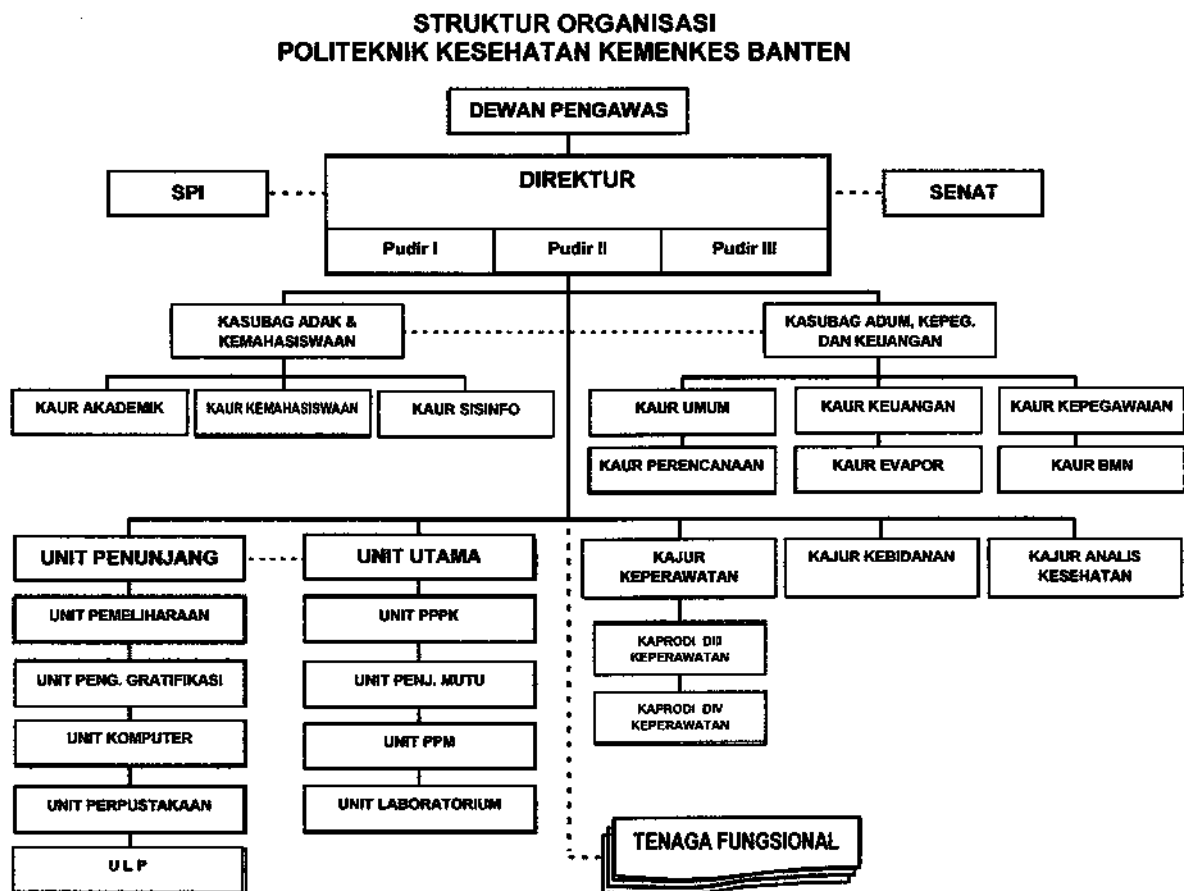 STRUKTUR ORGANISASI
POLITEKNIK KESEHATAN KEMENKES BANTEN
DEWAN PENGAWAS
SPI
DIREKTUR
SENAT
Pudir I
Pudir II
Pudir III
KASUBAG ADAK &
KEMAHASISWAAN
KASUBAG ADUM, KEPEG.
DAN KEUANGAN
KAUR AKADEMIK
KAUR KEMAHASISWAAN
KAUR SISINFO
KAUR UMUM
KAUR KEUANGAN
KAUR KEPEGAWAIAN
KAUR PERENCANAAN
KAUR EVAPOR
KAUR BMN
UNIT PENUNJANG
UNIT UTAMA
KAJUR
KEPERAWATAN
KAJUR KEBIDANAN
KAJUR ANALIS
KESEHATAN
UNIT PEMELIHARAAN
UNIT PPPK
KAPRODI DIII
KEPERAWATAN
UNIT PENG. GRATIFIKASI
UNIT PENJ. MUTU
KAPRODI DIV
KEPERAWATAN
UNIT KOMPUTER
UNIT PPM
UNIT PERPUSTAKAAN
UNIT LABORATORIUM
TENAGA FUNGSIONAL
U L P